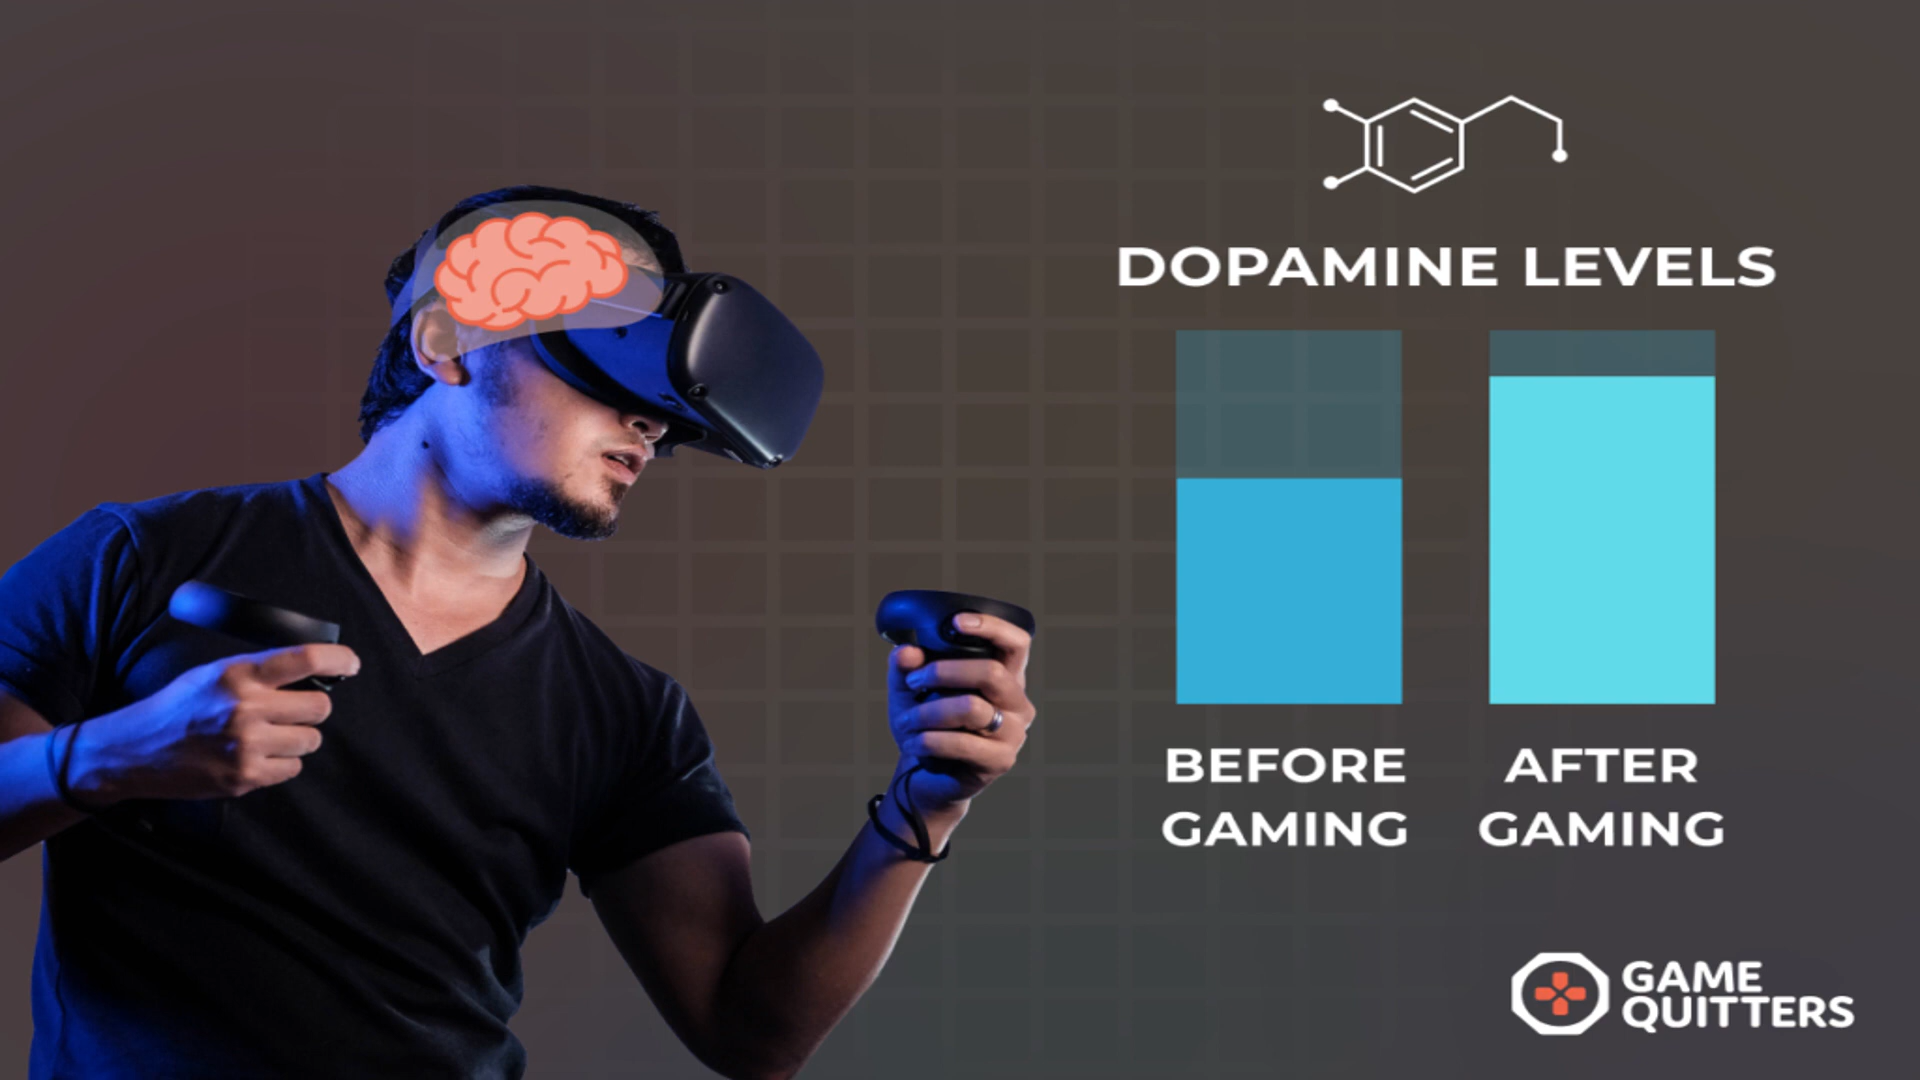 DOPAMINE LEVELS
BEFORE
GAMING
AFTER
GAMING
GAME
QUITTERS